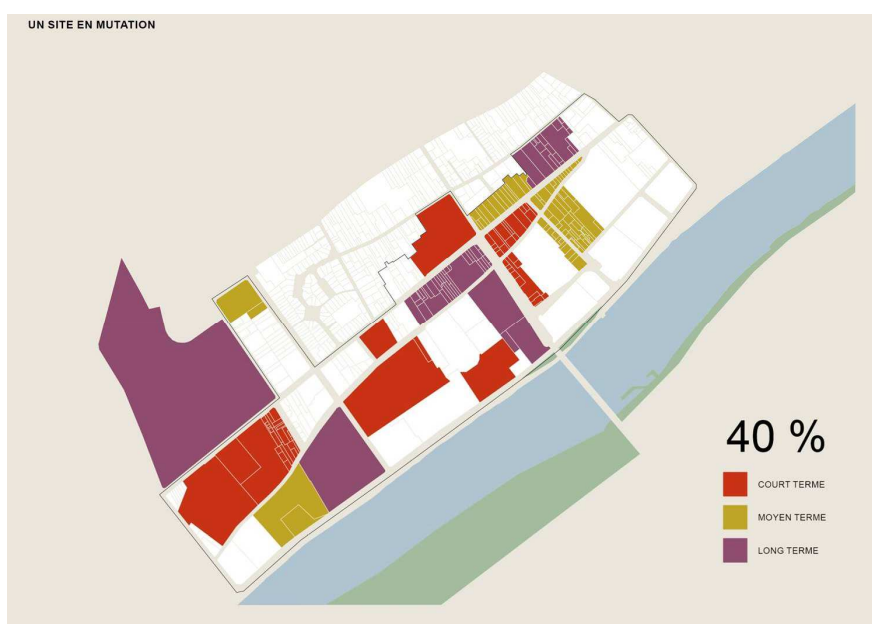 UN SITE EN MUTATION
40 %
COURT TERME
MOYEN TERME
LONG TERME